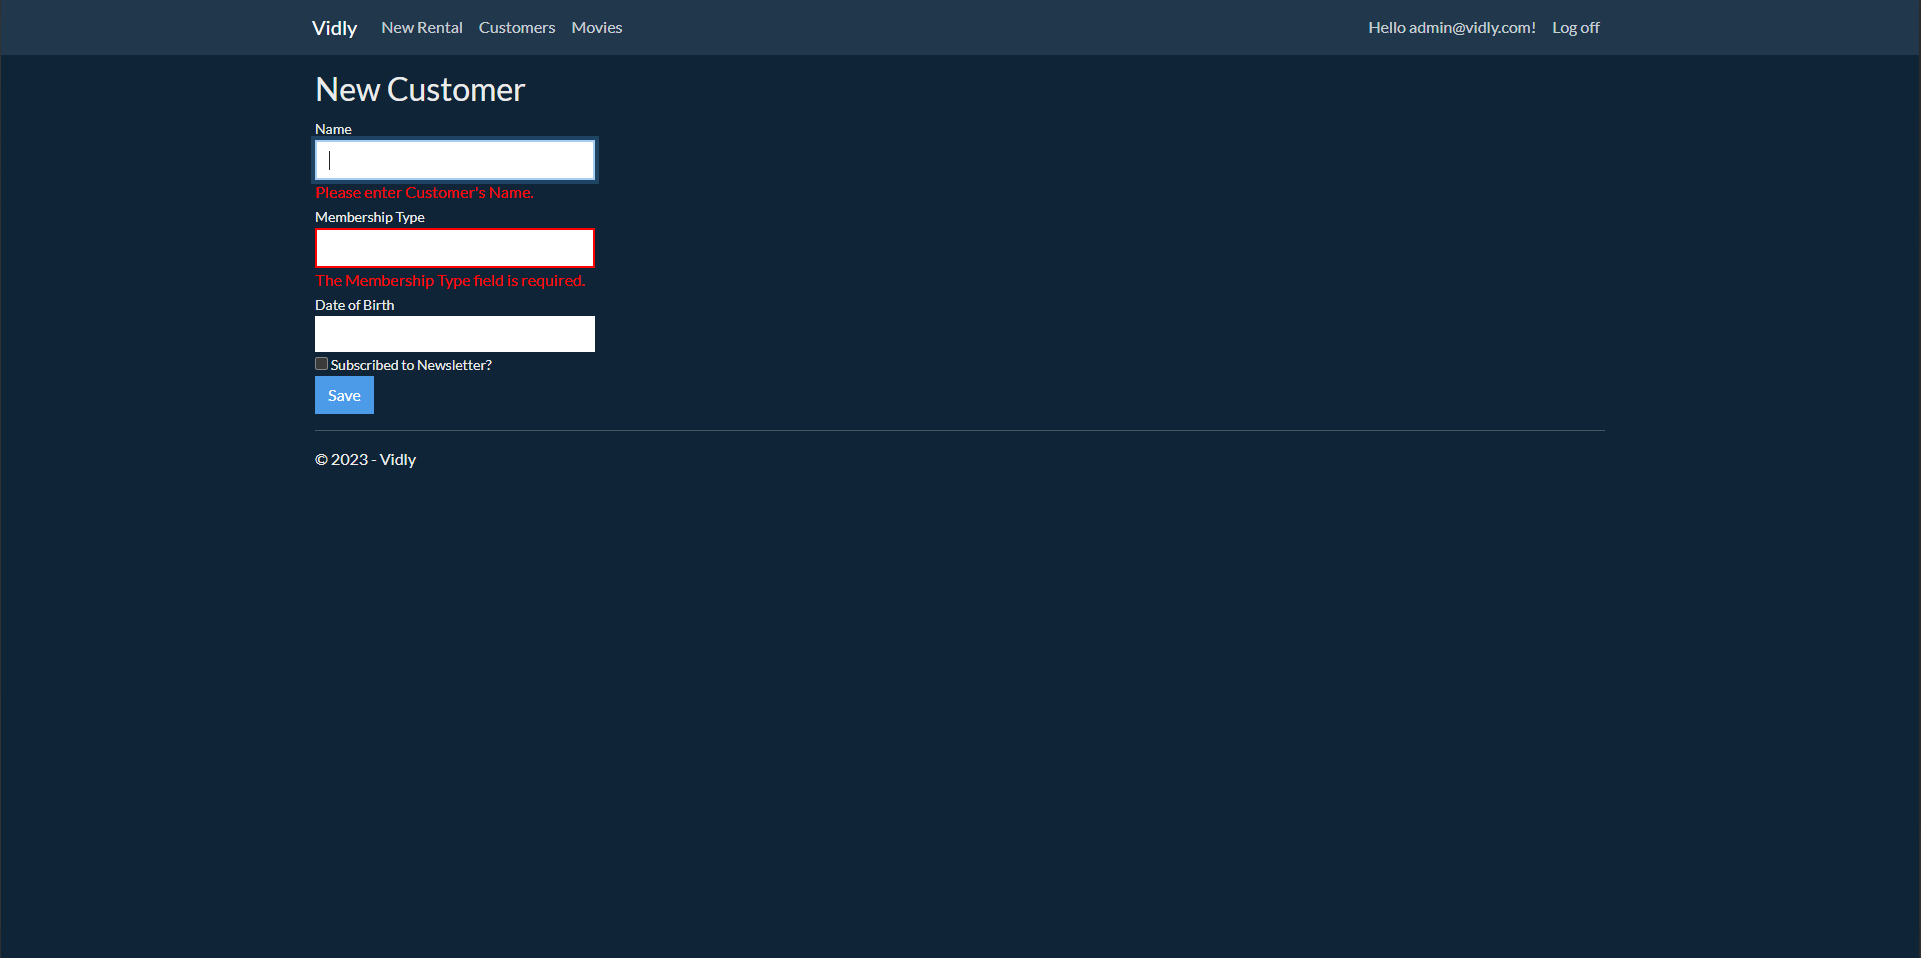 Vidly New Rental Customers Movies Hello admin@vidly.com! Log off
New Customer
Name
Please enter Customer's Name.
Membership Type
The Membership Type field is required.
Date of Birth
Subscribed to Newsletter?
Save
© 2023 - Vidly